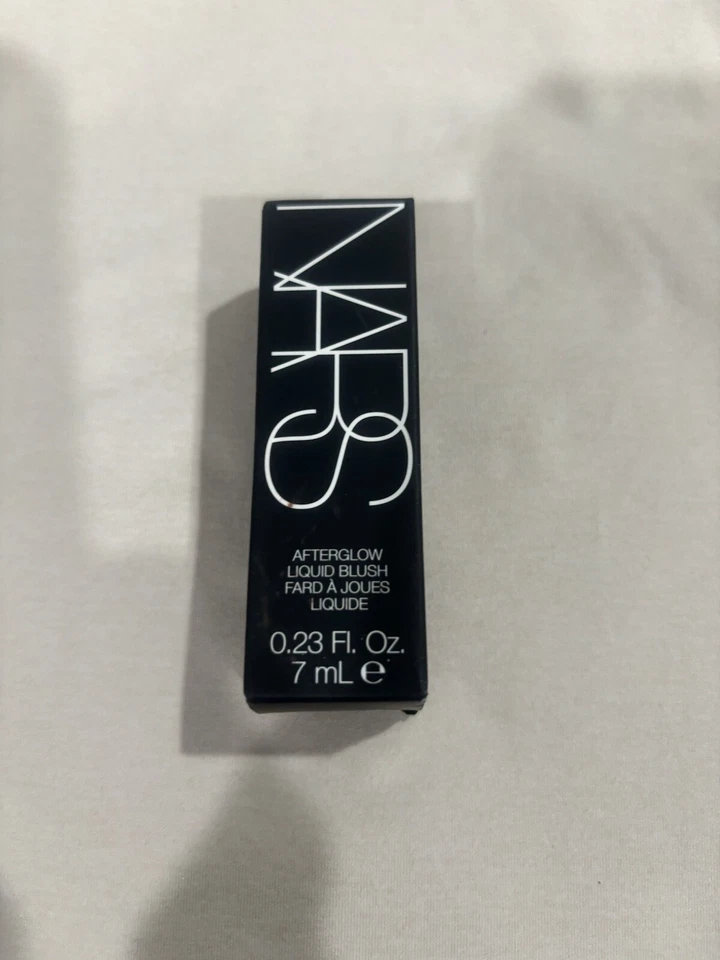 NARS
AFTERGLOW
LIQUID BLUSH
FARD À JOUES
LIQUIDE
0.23 Fl. Oz.
7 mL ℮